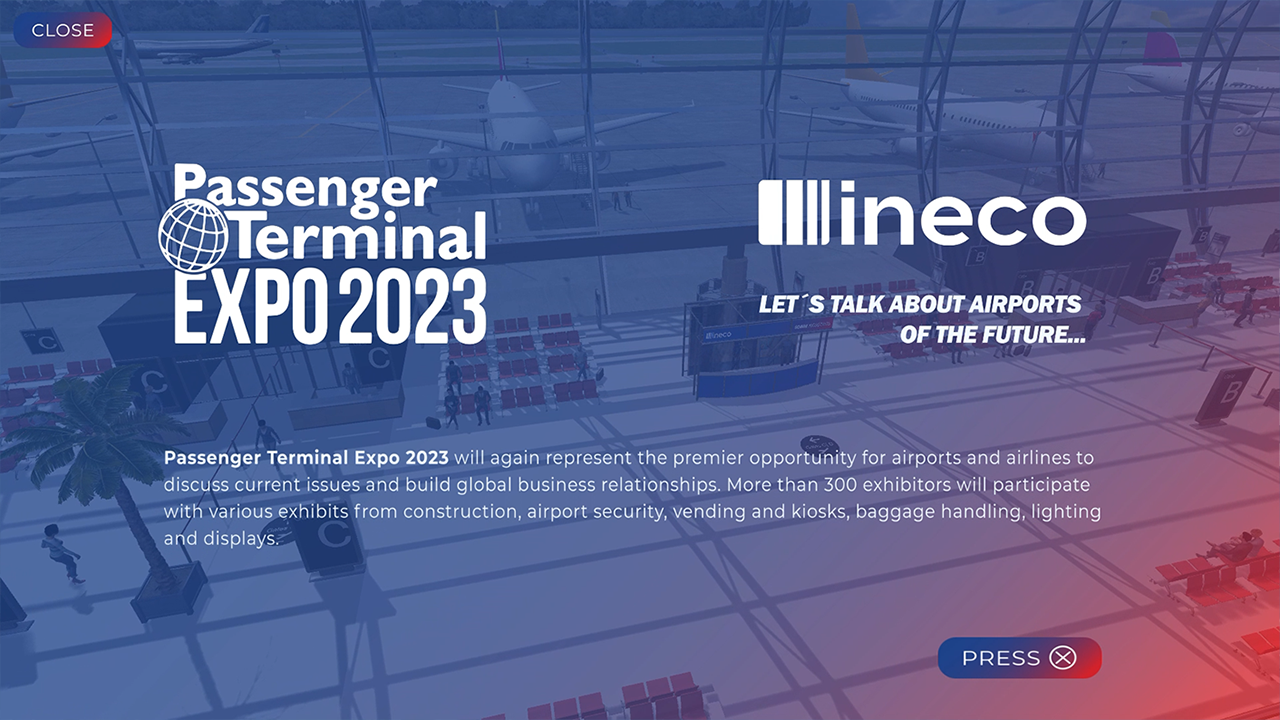 CLOSE
Passenger
Terminal
EXPO 2023
ineco
LET´S TALK ABOUT AIRPORTS
OF THE FUTURE...
B
B
B
C
C
C
ineco
B
Passenger Terminal Expo 2023 will again represent the premier opportunity for airports and airlines to
discuss current issues and build global business relationships. More than 300 exhibitors will participate
with various exhibits from construction, airport security, vending and kiosks, baggage handling, lighting
and displays.
C
PRESS